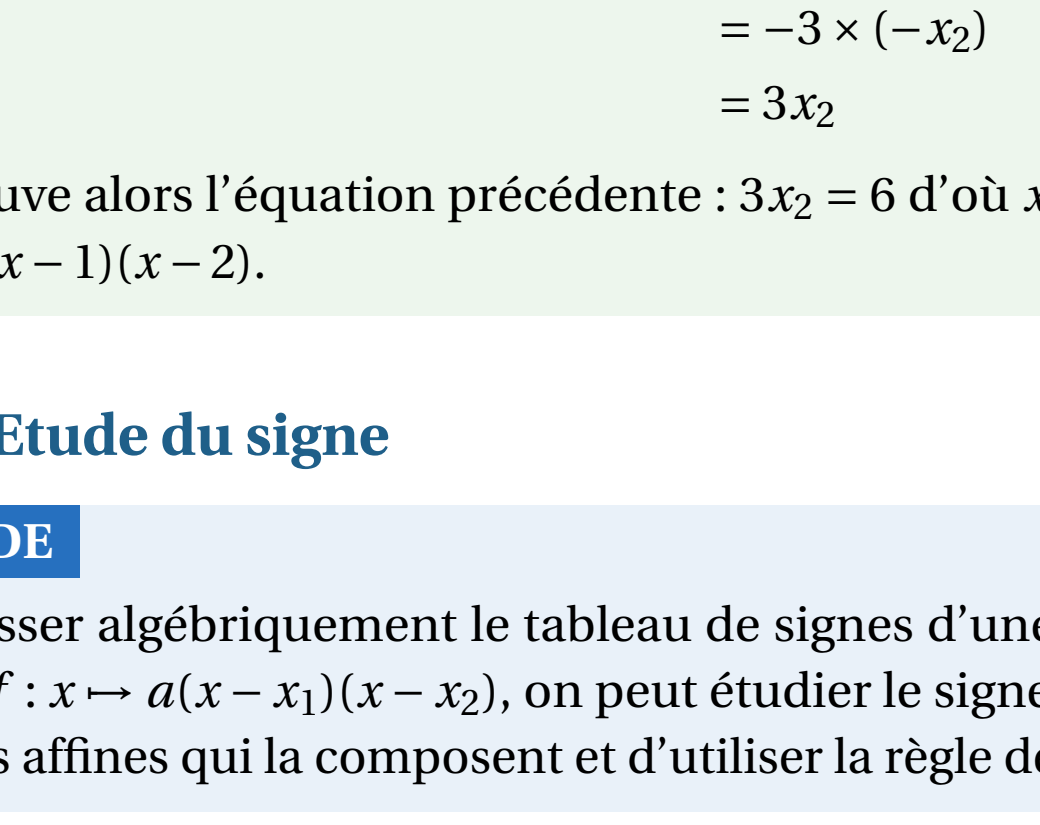 = −3 × (−x₂)
= 3x₂
uve alors l’équation précédente : 3x₂ = 6 d’où x
x − 1)(x − 2).
Etude du signe
DE
sser algébriquement le tableau de signes d’une
f : x ↦ a(x − x₁)(x − x₂), on peut étudier le signe
s affines qui la composent et d’utiliser la règle de